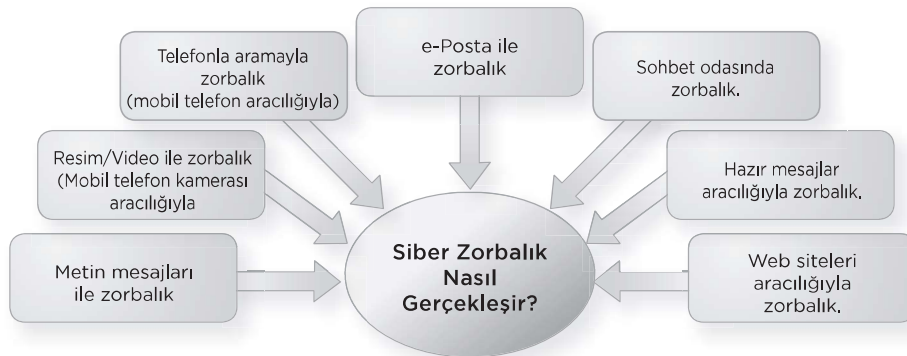 Telefonla aramayla
zorbalık
(mobil telefon aracılığıyla)
e-Posta ile
zorbalık
Sohbet odasında
zorbalık.
Resim/Video ile zorbalık
(Mobil telefon kamerası
aracılığıyla
Hazır mesajlar
aracılığıyla zorbalık.
Metin mesajları
ile zorbalık
Siber Zorbalık
Nasıl
Gerçekleşir?
Web siteleri
aracılığıyla
zorbalık.